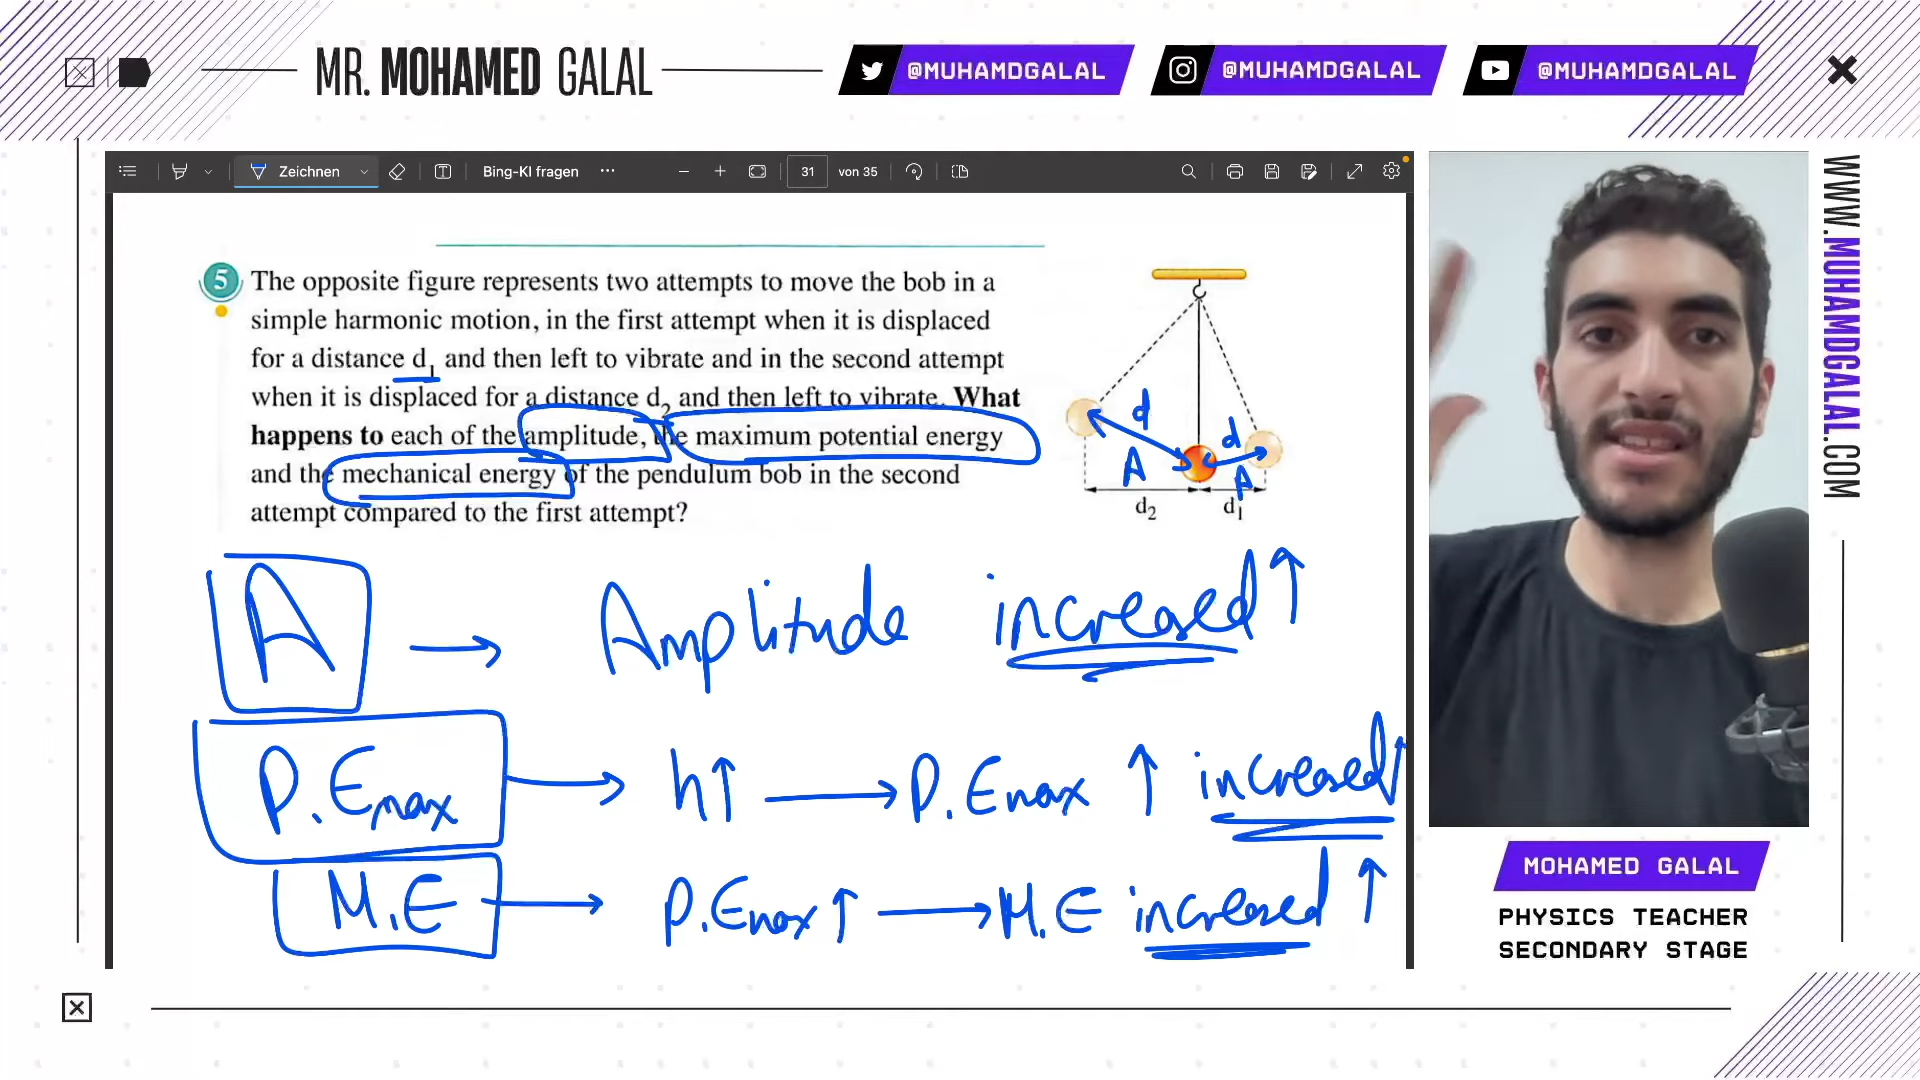 MR. MOHAMED GALAL
@MUHAMDGALAL
@MUHAMDGALAL
@MUHAMDGALAL
Zeichnen
Bing-KI fragen
31
von 35
5
The opposite figure represents two attempts to move the bob in a
simple harmonic motion, in the first attempt when it is displaced
for a distance d1 and then left to vibrate and in the second attempt
when it is displaced for a distance d2 and then left to vibrate. What
happens to each of the amplitude, the maximum potential energy
and the mechanical energy of the pendulum bob in the second
attempt compared to the first attempt?
d
d
A
A
d2
d1
A → Amplitude increased ↑
P.Emax → h↑ → P.Emax ↑ increased ↑
M.E → P.Emax ↑ → M.E increased ↑
WWW.MUHAMDGALAL.COM
MOHAMED GALAL
PHYSICS TEACHER
SECONDARY STAGE